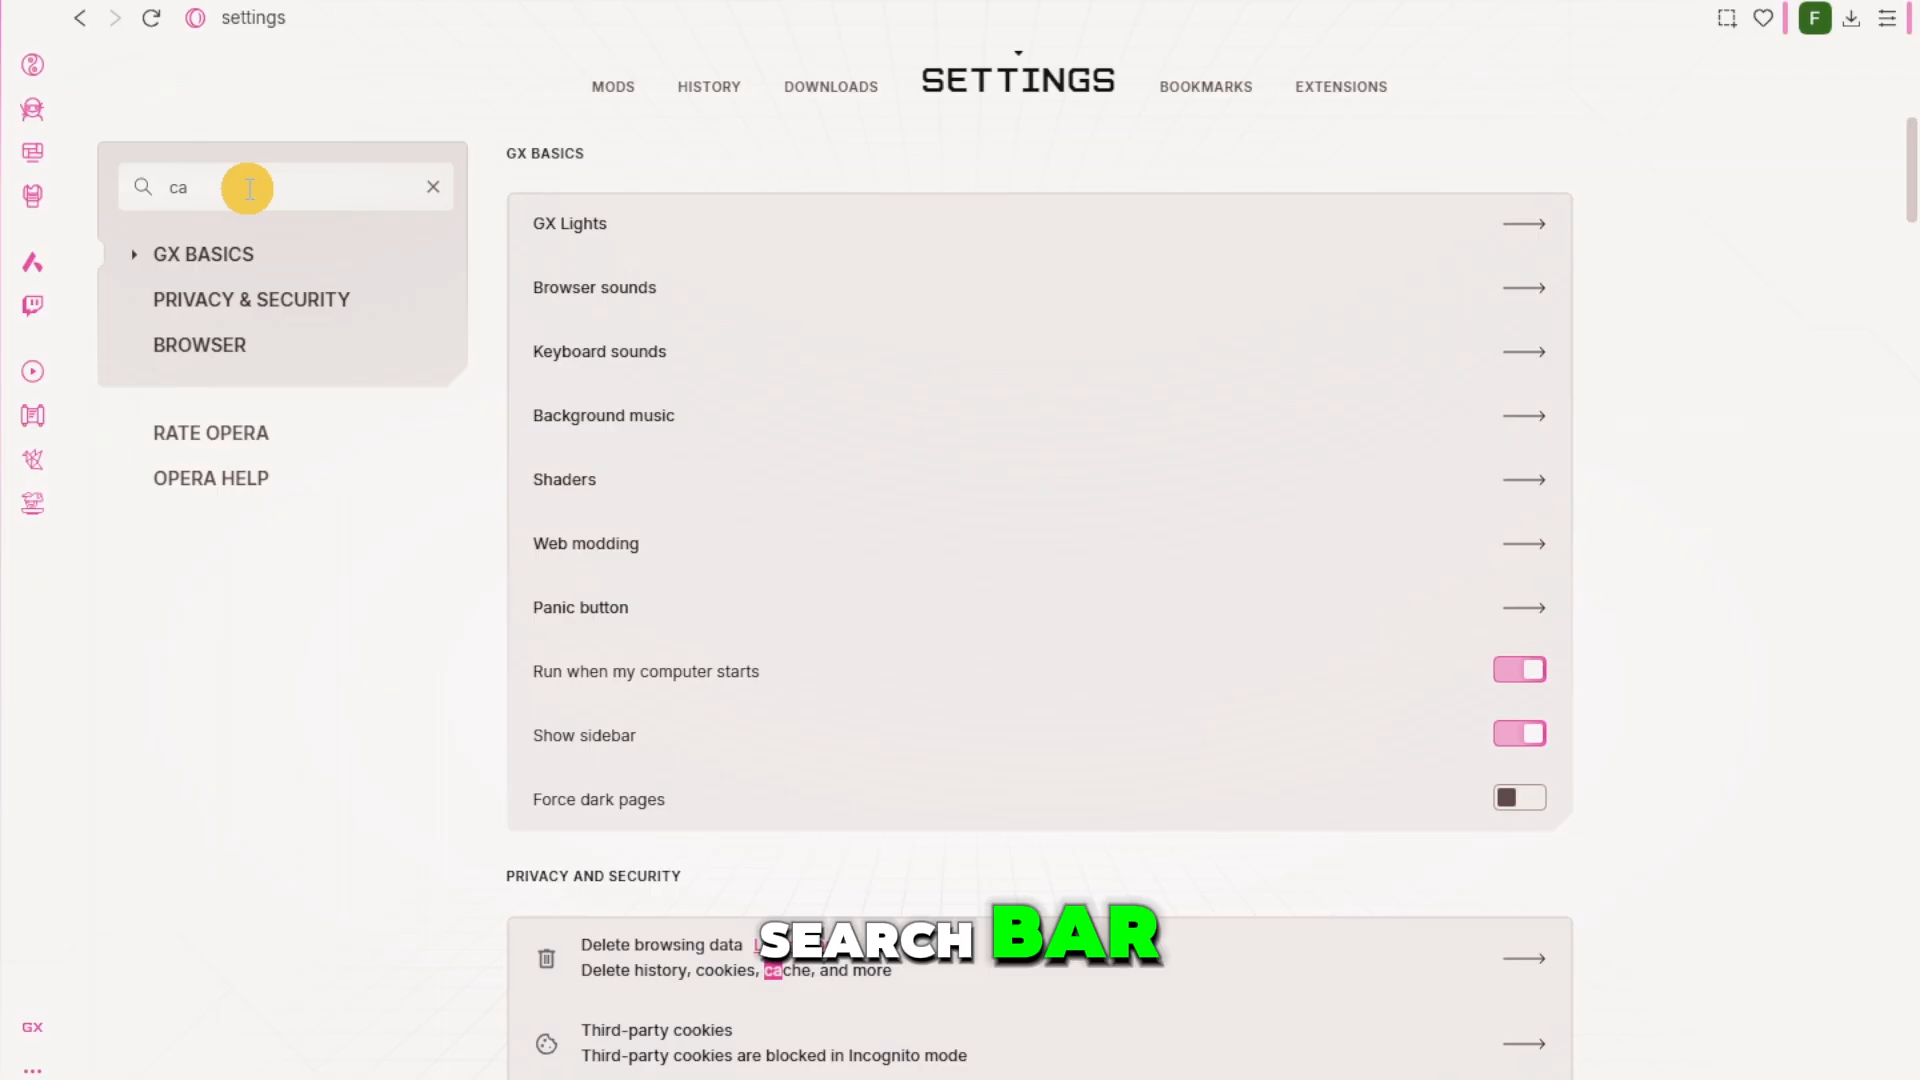 settings
F
MODS
HISTORY
DOWNLOADS
SETTINGS
BOOKMARKS
EXTENSIONS
ca
GX BASICS
PRIVACY & SECURITY
BROWSER
RATE OPERA
OPERA HELP
GX
GX BASICS
GX Lights
Browser sounds
Keyboard sounds
Background music
Shaders
Web modding
Panic button
Run when my computer starts
Show sidebar
Force dark pages
PRIVACY AND SECURITY
Delete browsing data
Delete history, cookies, cache, and more
Third-party cookies
Third-party cookies are blocked in Incognito mode
SEARCH BAR